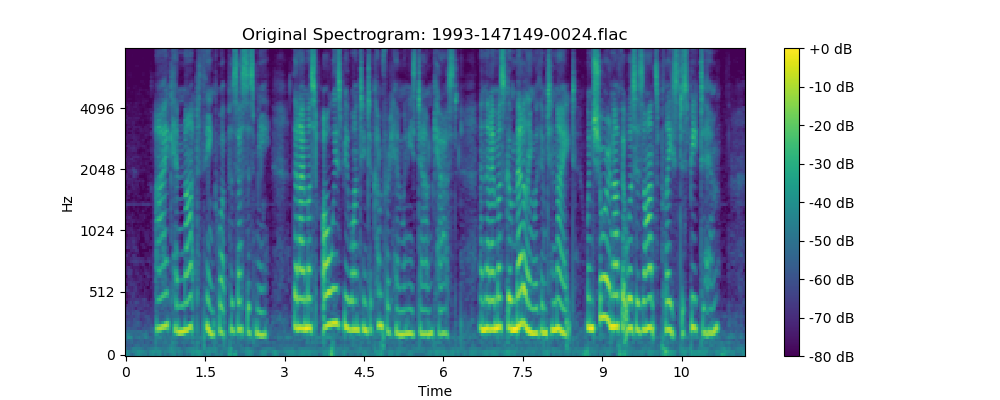 Original Spectrogram: 1993-147149-0024.flac
Hz
4096
2048
1024
512
0
0 1.5 3 4.5 6 7.5 9 10
Time
+0 dB
-10 dB
-20 dB
-30 dB
-40 dB
-50 dB
-60 dB
-70 dB
-80 dB